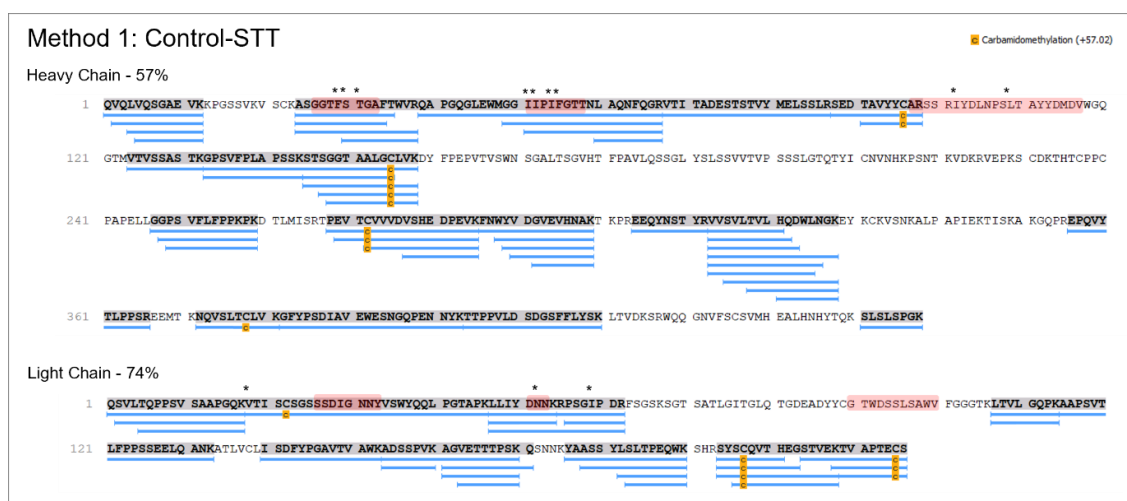 Method 1: Control-STT
c Carbamidomethylation (+57.02)
Heavy Chain - 57%
** * ** ** * *
1 QVQLVQSGAE VKKPGSSVKV SCKASGGTFS TGAFTWVRQA PGQGLEWMGG IIPIFGTTNL AQNFQGRVTI TADESTSTVY MELSSLRSED TAVYYCARSS RIYDLNPSLT AYYDMDVWGQ
c
121 GTMVTVSSAS TKGPSVFPLA PSSKSTSGGT AALGCLVKDY FPEPVTVSWN SGALTSGVHT FPAVLQSSGL YSLSSVVTVP SSSLGTQTYI CNVNHKPSNT KVDKRVEPKS CDKTHTCPPC
c
c
c
c
c
241 PAPELLGGPS VFLFPPKPKD TLMISRTPEV TCVVVDVSHE DPEVKFNWYV DGVEVHNAKT KPREEQYNST YRVVSVLTVL HQDWLNGKEY KCKVSNKALP APIEKTISKA KGQPREPQVY
c
c
c
361 TLPPSREEMT KNQVSLTCLV KGFYPSDIAV EWESNGQPEN NYKTTPPVLD SDGSFFLYSK LTVDKSRWQQ GNVFSCSVMH EALHNHYTQK SLSLSPGK
c
Light Chain - 74%
* * *
1 QSVLTQPPSV SAAPGQKVTI SCSGSSSDIG NNYVSWYQQL PGTAPKLLIY DNNKRPSGIP DRFSGSKSGT SATLGITGLQ TGDEADYYCG TWDSSLSAWV FGGGTKLTVL GQPKAAPSVT
c
121 LFPPSSEELQ ANKATLVCLI SDFYPGAVTV AWKADSSPVK AGVETTTPSK QSNNKYAASS YLSLTPEQWK SHRSYSCQVT HEGSTVEKTV APTECS
c c
c c
c c
c